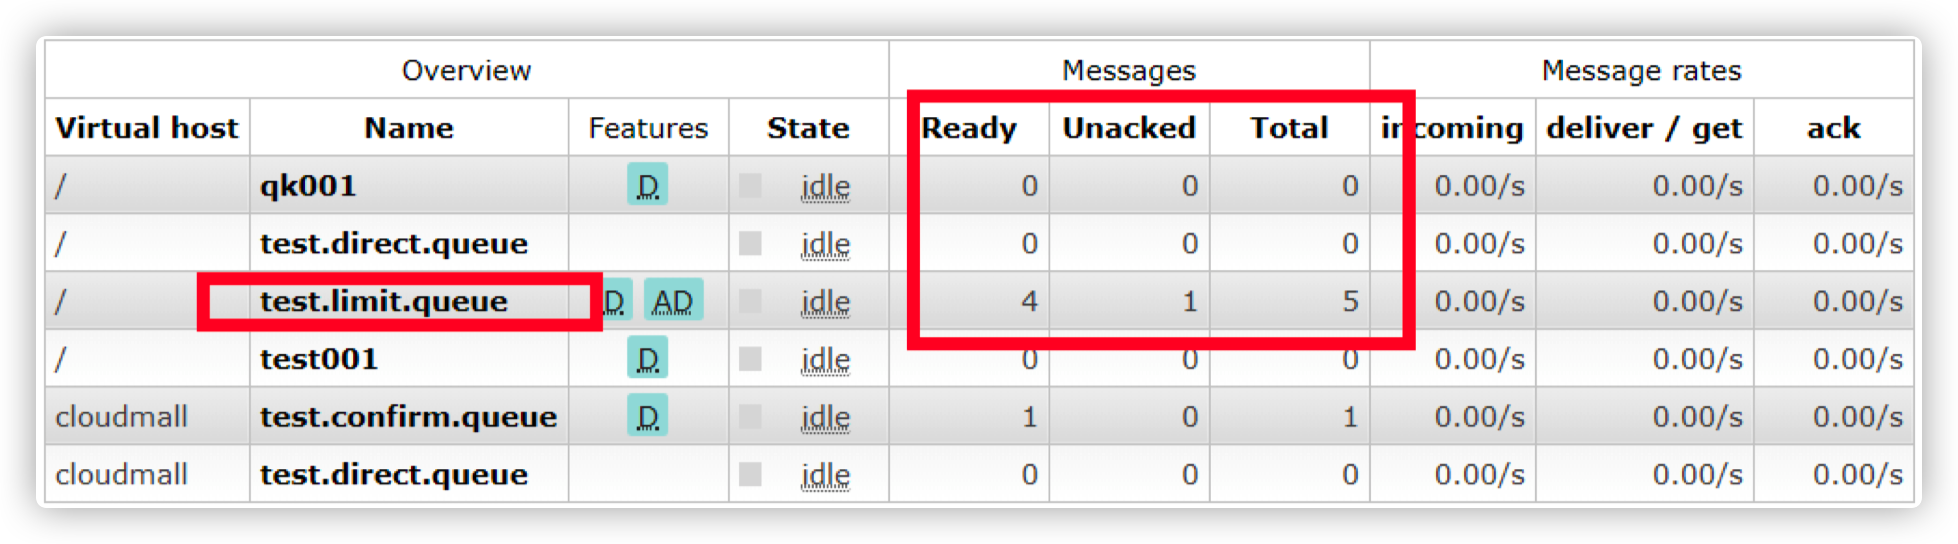 Overview Messages Message rates
Virtual host Name Features State Ready Unacked Total incoming deliver / get ack
/ qk001 D idle 0 0 0 0.00/s 0.00/s 0.00/s
/ test.direct.queue idle 0 0 0 0.00/s 0.00/s 0.00/s
/ test.limit.queue D AD idle 4 1 5 0.00/s 0.00/s 0.00/s
/ test001 D idle 0 0 0 0.00/s 0.00/s 0.00/s
cloudmall test.confirm.queue D idle 1 0 1 0.00/s 0.00/s 0.00/s
cloudmall test.direct.queue idle 0 0 0 0.00/s 0.00/s 0.00/s